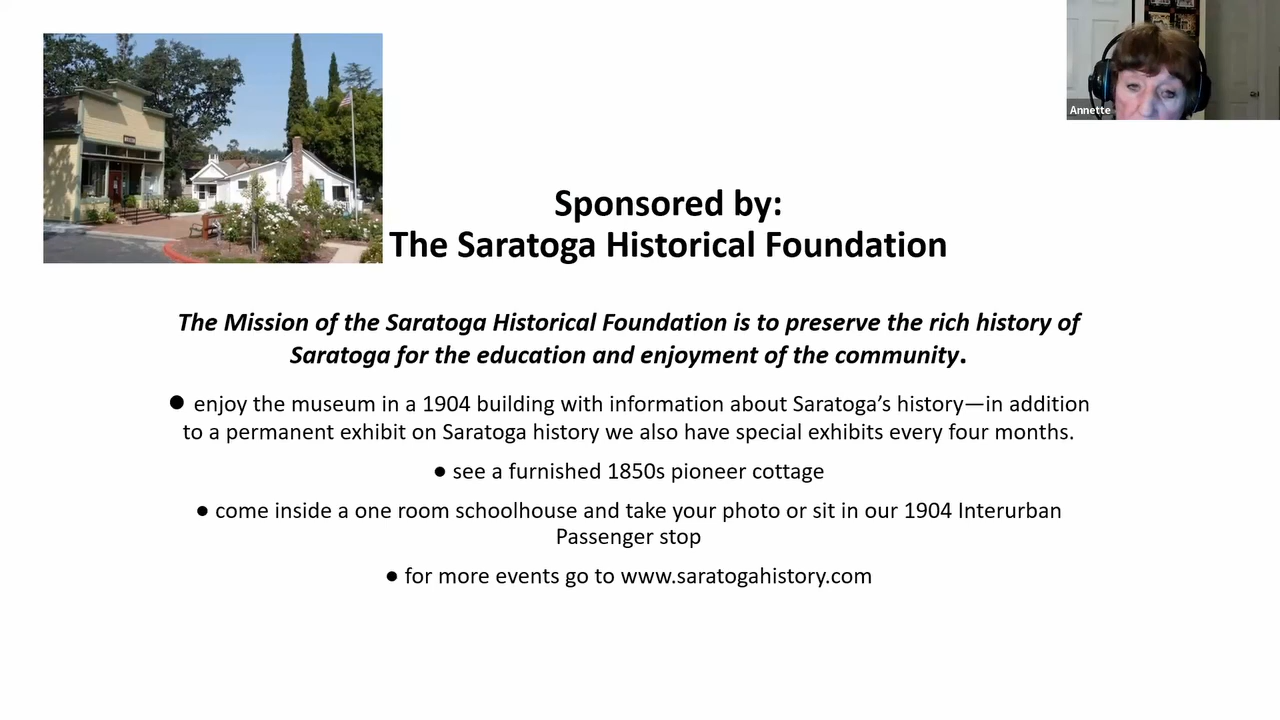 Annette
Sponsored by:
The Saratoga Historical Foundation
The Mission of the Saratoga Historical Foundation is to preserve the rich history of
Saratoga for the education and enjoyment of the community.
● enjoy the museum in a 1904 building with information about Saratoga’s history—in addition
to a permanent exhibit on Saratoga history we also have special exhibits every four months.
● see a furnished 1850s pioneer cottage
● come inside a one room schoolhouse and take your photo or sit in our 1904 Interurban
Passenger stop
● for more events go to www.saratogahistory.com